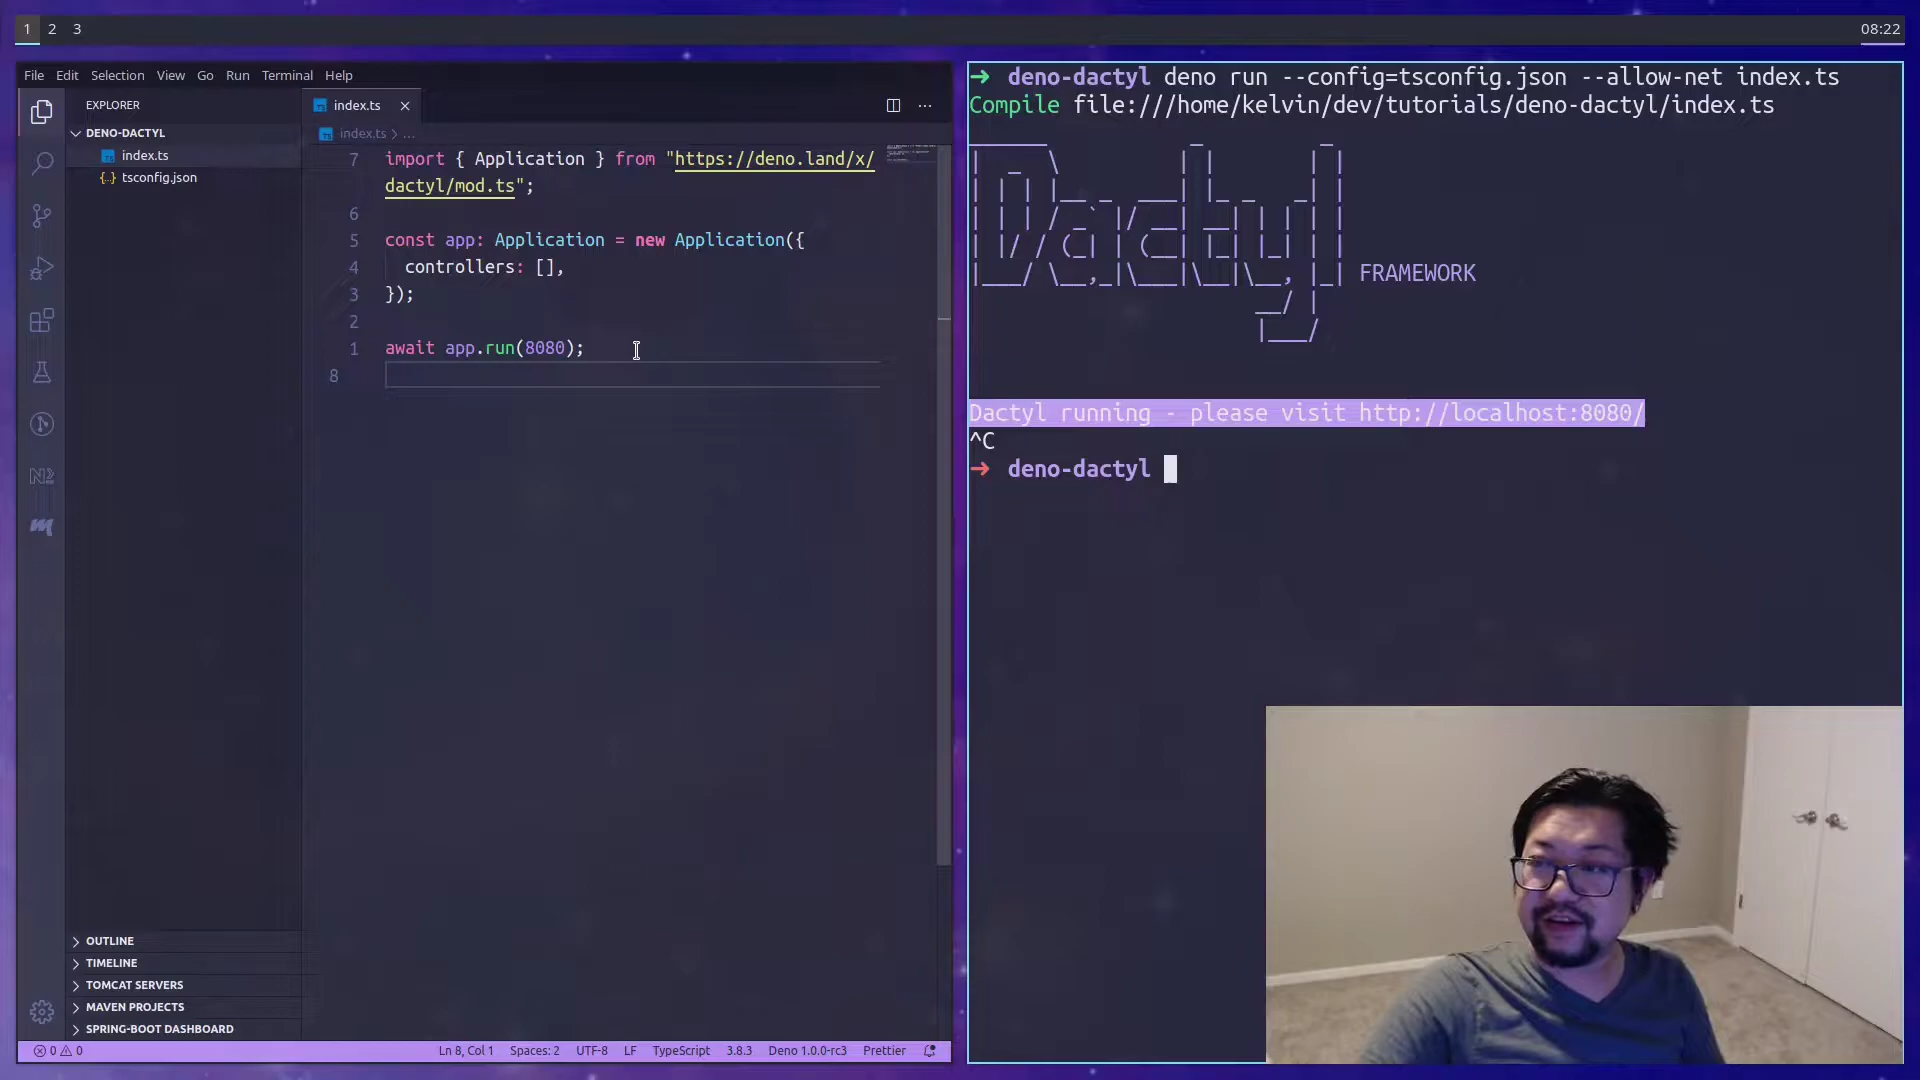 1 2 3
08:22
File Edit Selection View Go Run Terminal Help
EXPLORER
DENO-DACTYL
index.ts
tsconfig.json
OUTLINE
TIMELINE
TOMCAT SERVERS
MAVEN PROJECTS
SPRING-BOOT DASHBOARD
index.ts
index.ts > ...
7 import { Application } from "https://deno.land/x/
dactyl/mod.ts";
6
5 const app: Application = new Application({
4 controllers: [],
3 });
2
1 await app.run(8080);
8
0 0
Ln 8, Col 1 Spaces: 2 UTF-8 LF TypeScript 3.8.3 Deno 1.0.0-rc3 Prettier
➜ deno-dactyl deno run --config=tsconfig.json --allow-net index.ts
Compile file:///home/kelvin/dev/tutorials/deno-dactyl/index.ts
Dactyl FRAMEWORK
Dactyl running - please visit http://localhost:8080/
^C
➜ deno-dactyl